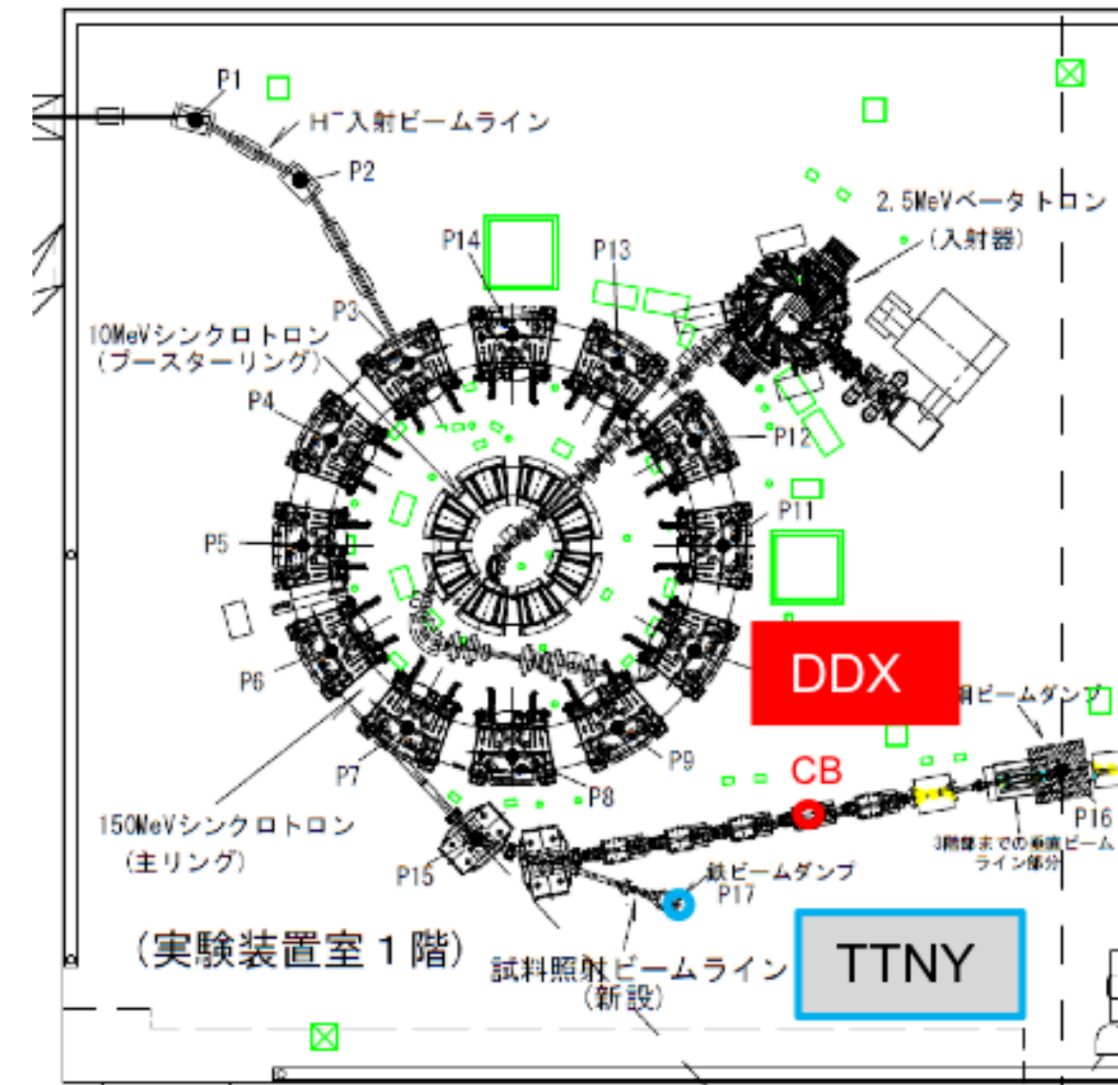 P1
H⁻入射ビームライン
P2
2.5MeVベータトロン
(入射器)
P14
P13
P3
10MeVシンクロトロン
(ブースターリング)
P4
P12
P5
P11
DDX
P6
銅ビームダンプ
P7
P9
CB
P8
150MeVシンクロトロン
(主リング)
P16
3階部までの垂直ビーム
ライン部分
P15
鉄ビームダンプ
P17
(実験装置室1階)
試料照射ビームライン
(新設)
TTNY